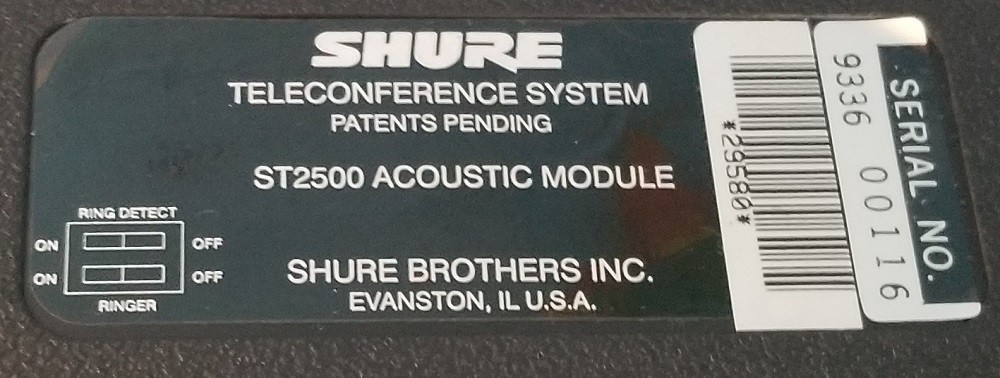 SHURE
TELECONFERENCE SYSTEM
PATENTS PENDING
ST2500 ACOUSTIC MODULE
RING DETECT
ON OFF
ON OFF
RINGER
SHURE BROTHERS INC.
EVANSTON, IL U.S.A.
*29580*
9336 00116
SERIAL NO.